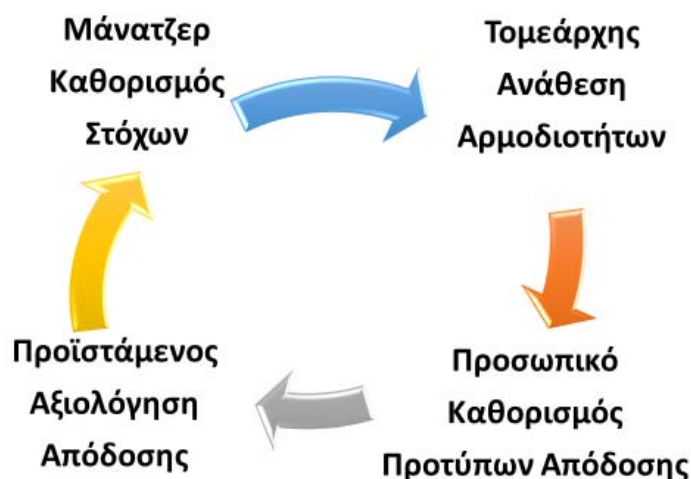 Μάνατζερ
Καθορισμός
Στόχων
Τομεάρχης
Ανάθεση
Αρμοδιοτήτων
Προσωπικό
Καθορισμός
Προτύπων Απόδοσης
Προϊστάμενος
Αξιολόγηση
Απόδοσης